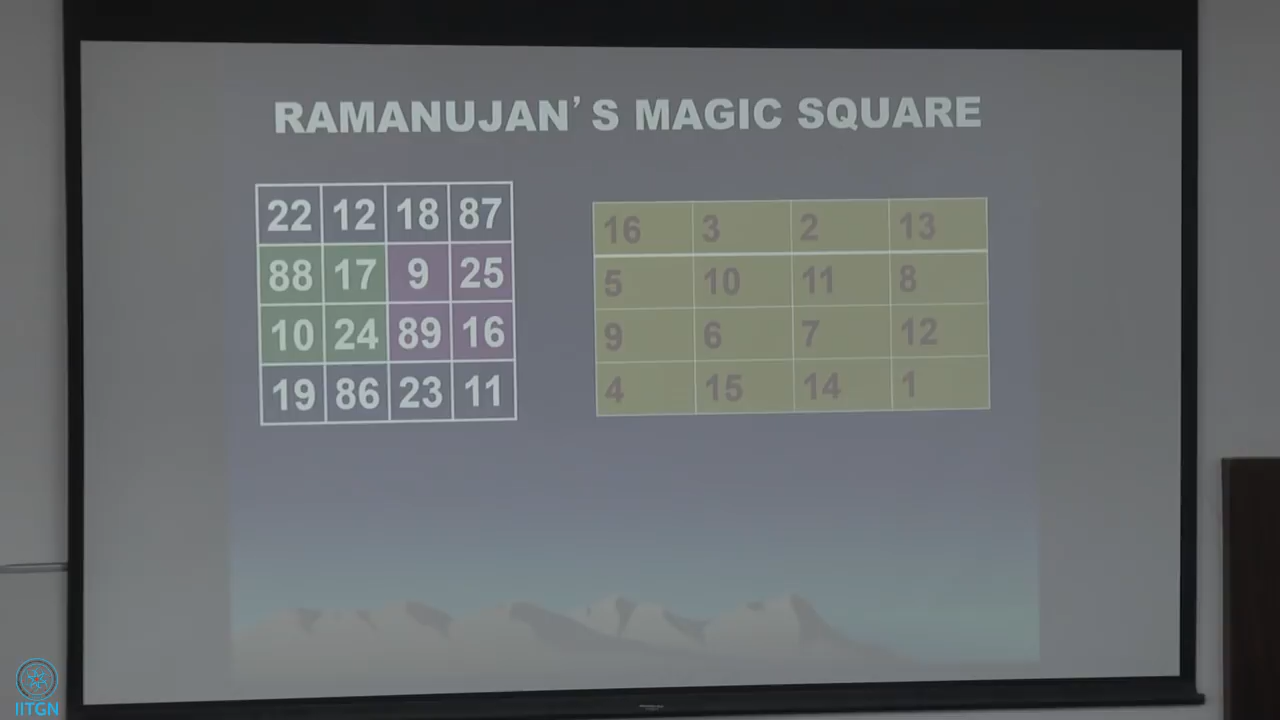 RAMANUJAN'S MAGIC SQUARE
22 12 18 87
88 17 9 25
10 24 89 16
19 86 23 11
16 3 2 13
5 10 11 8
9 6 7 12
4 15 14 1
IITGN